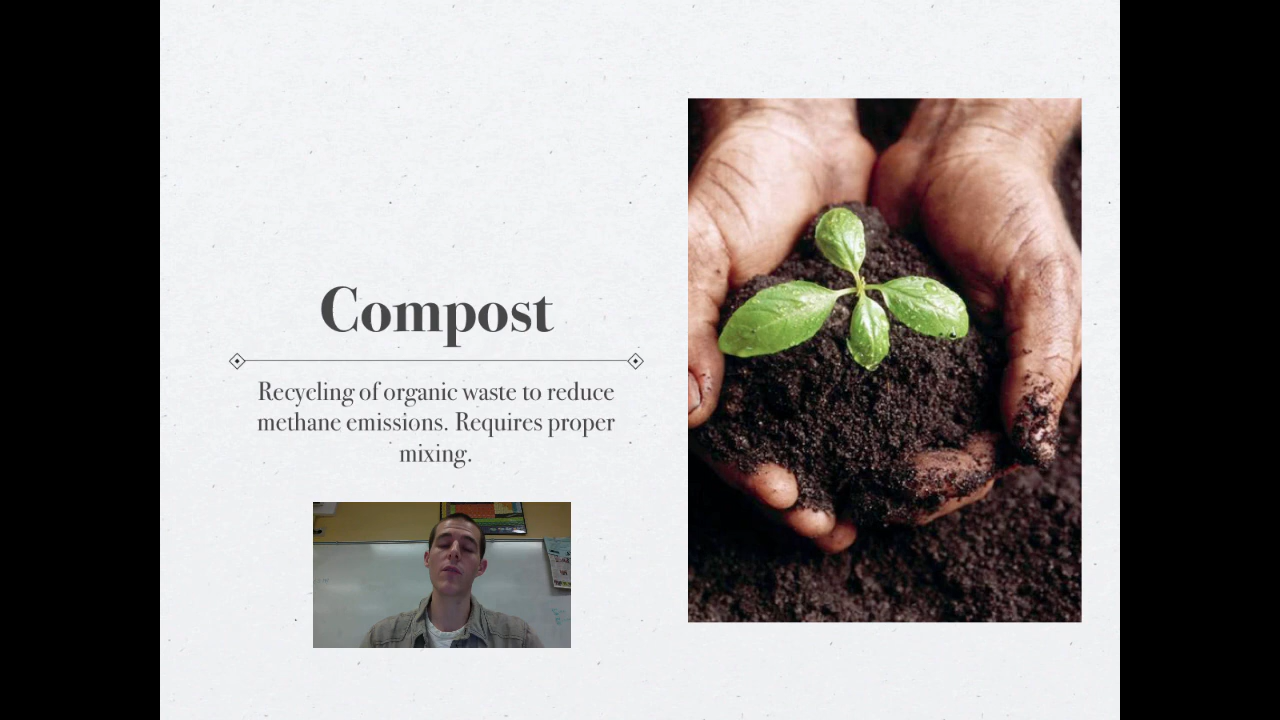 Compost
Recycling of organic waste to reduce
methane emissions. Requires proper
mixing.